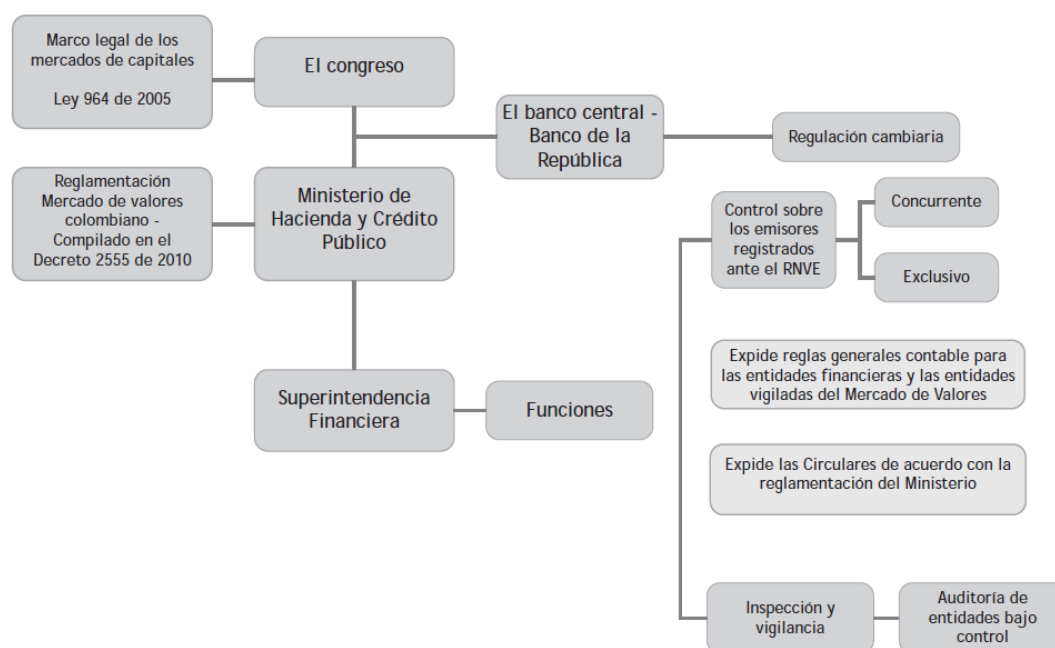 Marco legal de los
mercados de capitales
Ley 964 de 2005
El congreso
El banco central -
Banco de la
República
Regulación cambiaria
Reglamentación
Mercado de valores
colombiano -
Compilado en el
Decreto 2555 de 2010
Ministerio de
Hacienda y Crédito
Público
Control sobre
los emisores
registrados
ante el RNVE
Concurrente
Exclusivo
Expide reglas generales contable para
las entidades financieras y las entidades
vigiladas del Mercado de Valores
Superintendencia
Financiera
Funciones
Expide las Circulares de acuerdo con la
reglamentación del Ministerio
Inspección y
vigilancia
Auditoría de
entidades bajo
control